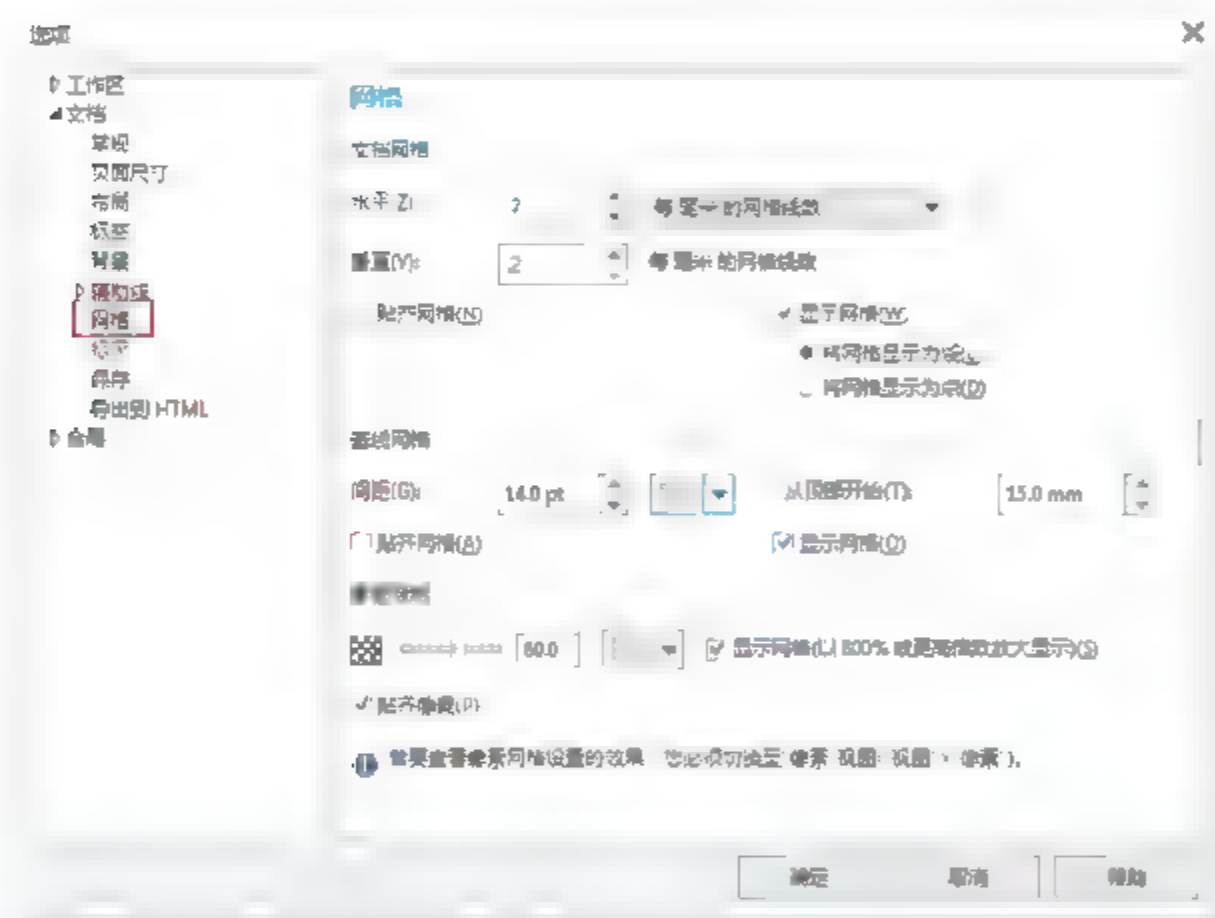 选项
工作区
文档
常规
页面尺寸
布局
标签
背景
辅助线
网格
标尺
保存
导出到 HTML
全局
网格
文档网格
水平 Z: 2 每 毫米 的网格线数
垂直(V): 2 每 毫米 的网格线数
贴齐网格(N) 显示网格(W)
将网格显示为线
将网格显示为点(D)
基线网格
间距(G): 14.0 pt 从顶部开始(T): 15.0 mm
贴齐网格(A) 显示网格(O)
像素网格
60.0 显示网格(以 800% 或更高倍数放大显示)(S)
贴齐像素(P)
若要查看像素网格设置的效果 您必须切换至 像素 视图 视图 > 像素 ).
确定 取消 帮助